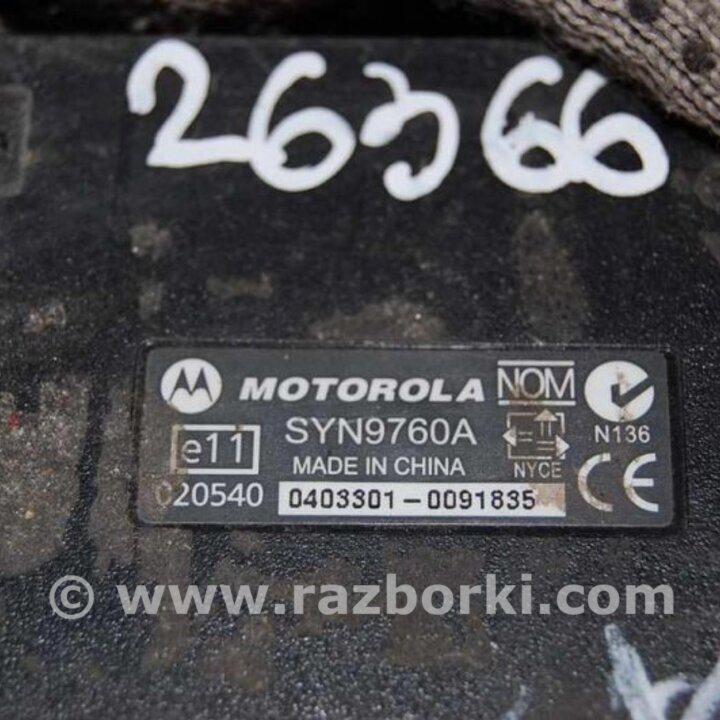 26366
MOTOROLA NOM
SYN9760A
N136
e11
MADE IN CHINA
NYCE
CE
020540
0403301-0091835
© www.razborki.com